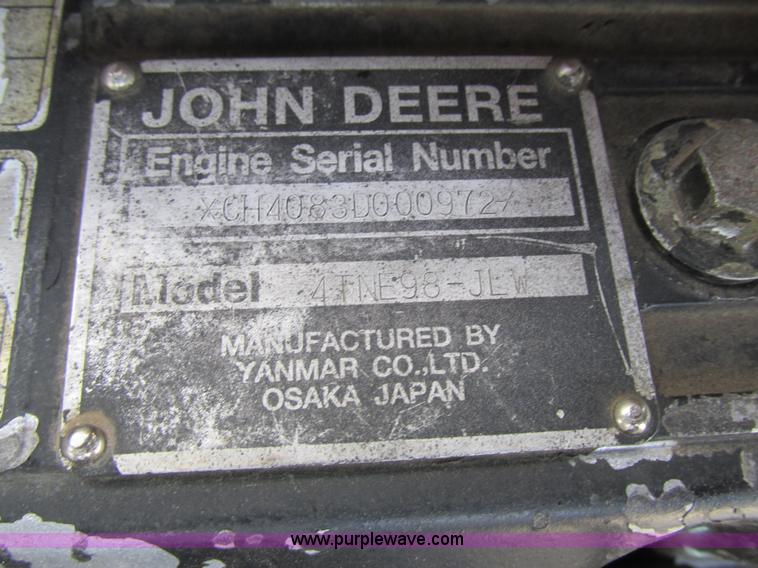 JOHN DEERE
Engine Serial Number
*CH4083D000972*
Model 4TNE98-JLW
MANUFACTURED BY
YANMAR CO.,LTD.
OSAKA JAPAN
www.purplewave.com